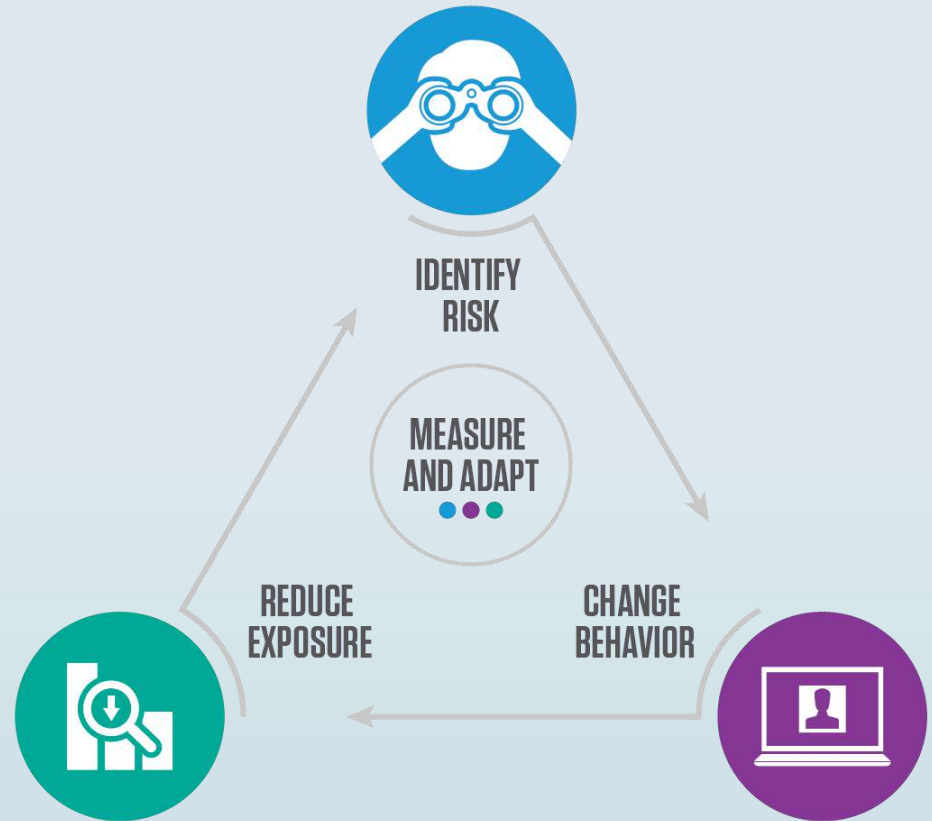 IDENTIFY
RISK
MEASURE
AND ADAPT
REDUCE
EXPOSURE
CHANGE
BEHAVIOR